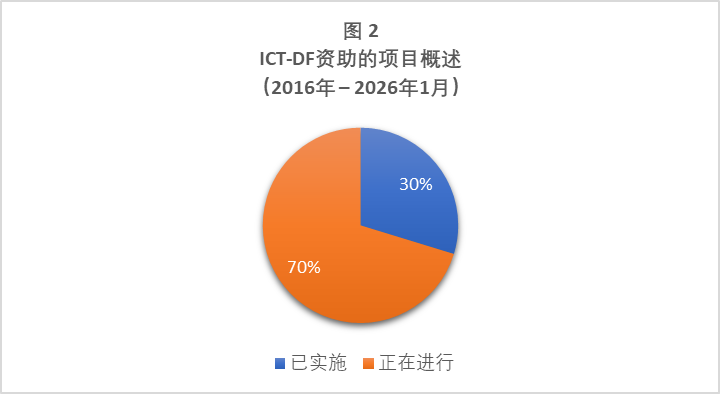 图 2
ICT-DF资助的项目概述
（2016年 – 2026年1月）
30%
70%
已实施
正在进行